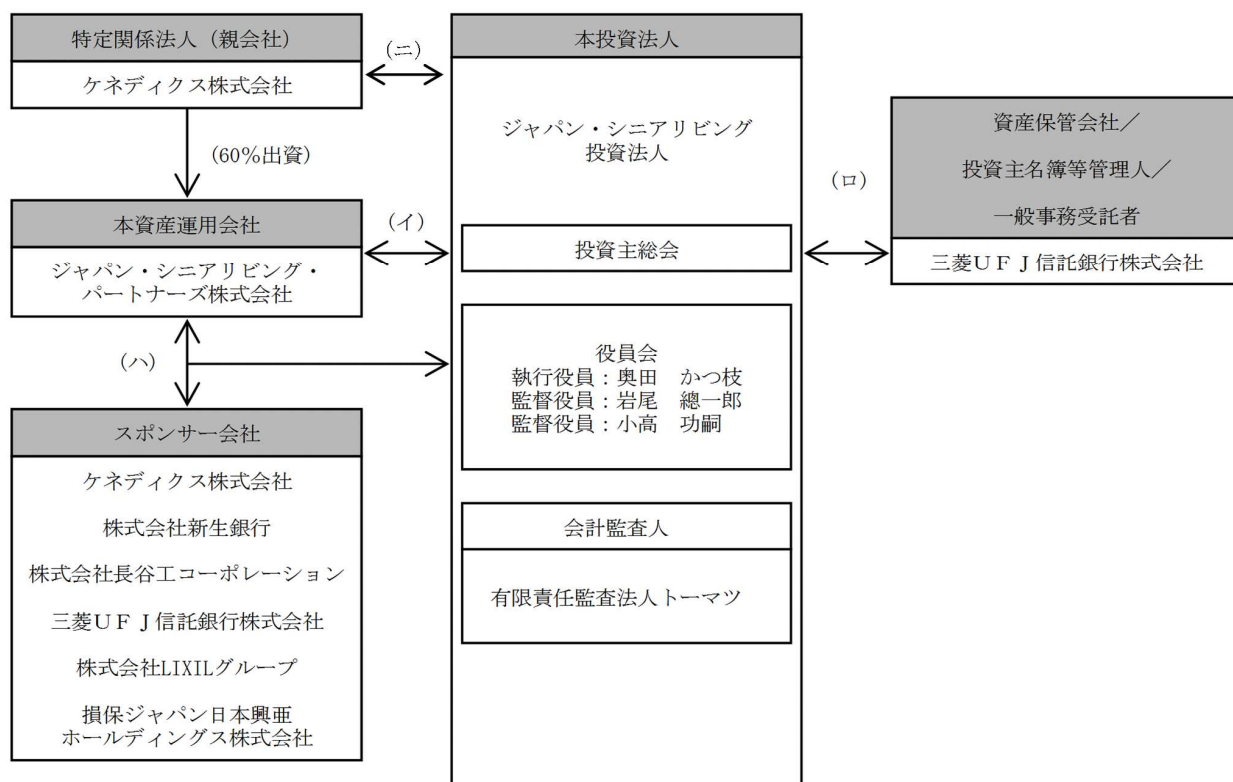 特定関係法人（親会社）
ケネディクス株式会社
（60％出資）
本資産運用会社
ジャパン・シニアリビング・
パートナーズ株式会社
（ハ）
スポンサー会社
ケネディクス株式会社
株式会社新生銀行
株式会社長谷工コーポレーション
三菱ＵＦＪ信託銀行株式会社
株式会社LIXILグループ
損保ジャパン日本興亜
ホールディングス株式会社
（ニ）
（イ）
本投資法人
ジャパン・シニアリビング
投資法人
投資主総会
役員会
執行役員：奥田　かつ枝
監督役員：岩尾　總一郎
監督役員：小高　功嗣
会計監査人
有限責任監査法人トーマツ
（ロ）
資産保管会社／
投資主名簿等管理人／
一般事務受託者
三菱ＵＦＪ信託銀行株式会社